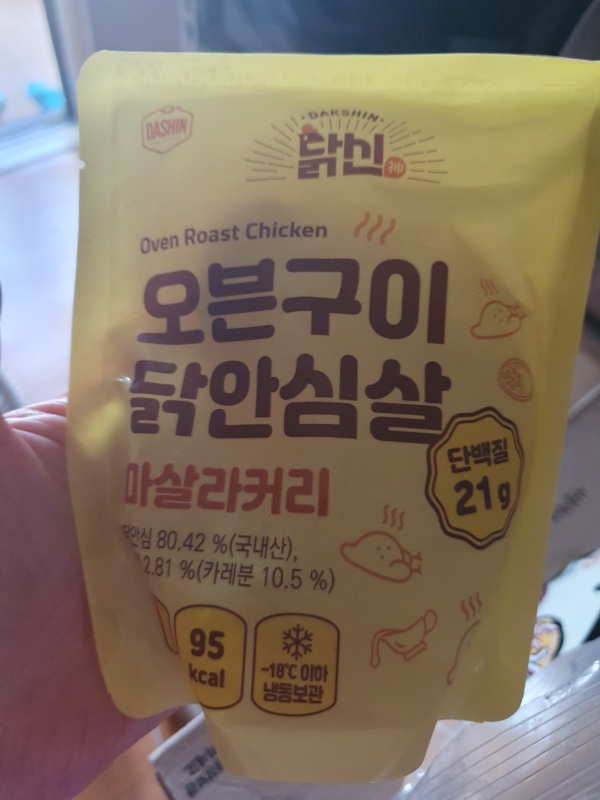 DASHIN
DAKSHIN
닭신
神
Oven Roast Chicken
오븐구이
닭안심살
마살라커리
단백질
21g
닭안심 80.42 %(국내산),
2.81 %(카레분 10.5 %)
95
kcal
-18℃ 이하
냉동보관